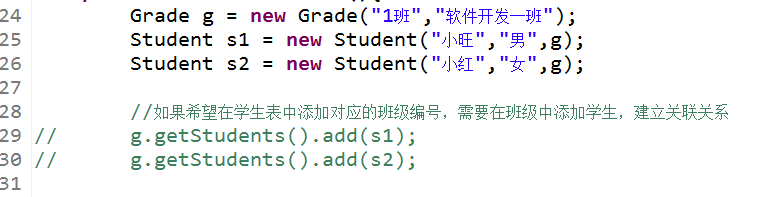 24 Grade g = new Grade("1班","软件开发一班");
25 Student s1 = new Student("小旺","男",g);
26 Student s2 = new Student("小红","女",g);
27
28 //如果希望在学生表中添加对应的班级编号，需要在班级中添加学生，建立关联关系
29 // g.getStudents().add(s1);
30 // g.getStudents().add(s2);
31